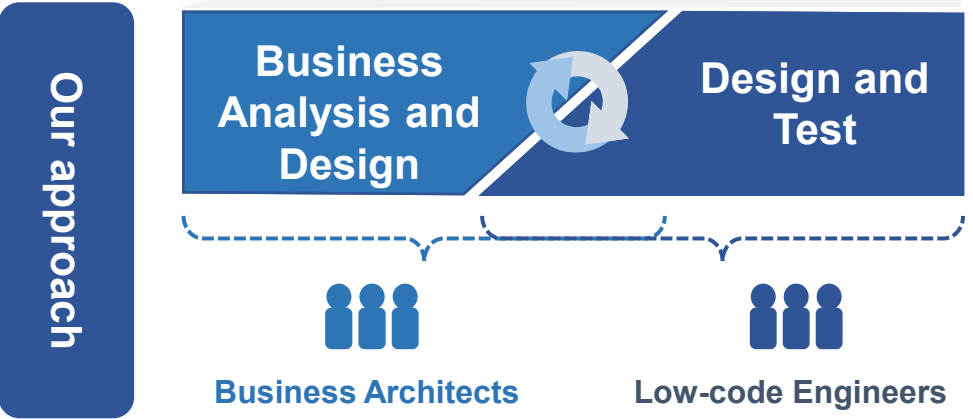 Our approach
Business
Analysis and
Design
Design and
Test
Business Architects
Low-code Engineers